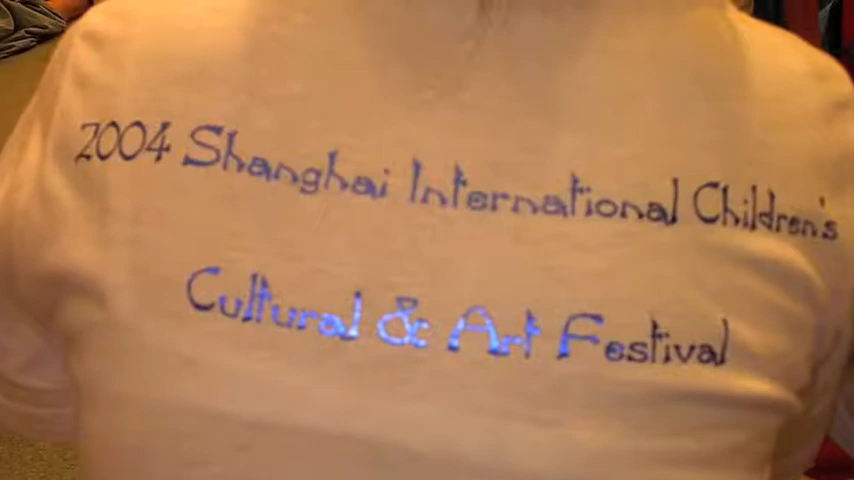 2004 Shanghai International Children's
Cultural & Art Festival